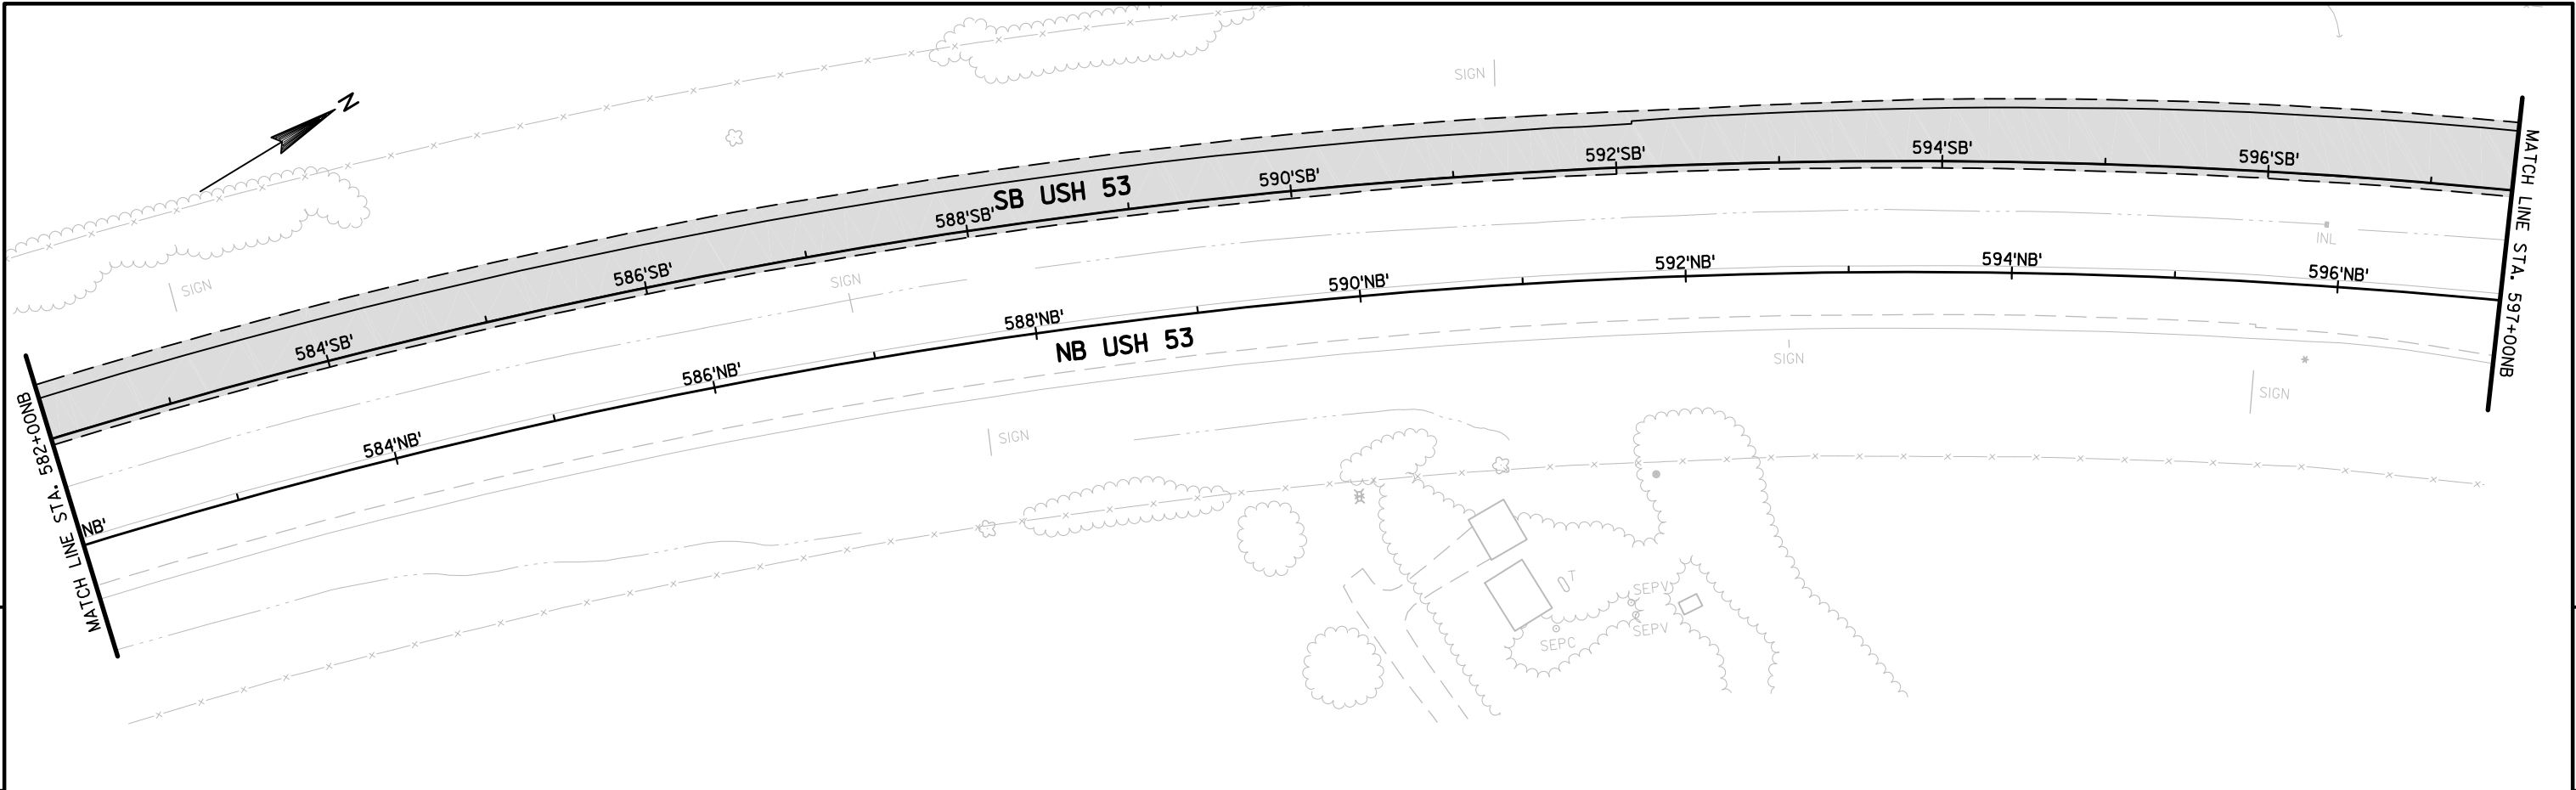 N
SIGN
MATCH LINE STA. 597+00NB
594'SB'
592'SB'
596'SB'
590'SB'
SB USH 53
588'SB'
INL
586'SB'
SIGN
SIGN
594'NB'
592'NB'
596'NB'
590'NB'
588'NB'
584'SB'
NB USH 53
SIGN
586'NB'
SIGN
MATCH LINE STA. 582+00NB
SIGN
584'NB'
NB'
T
SEPV
SEPV
SEPC